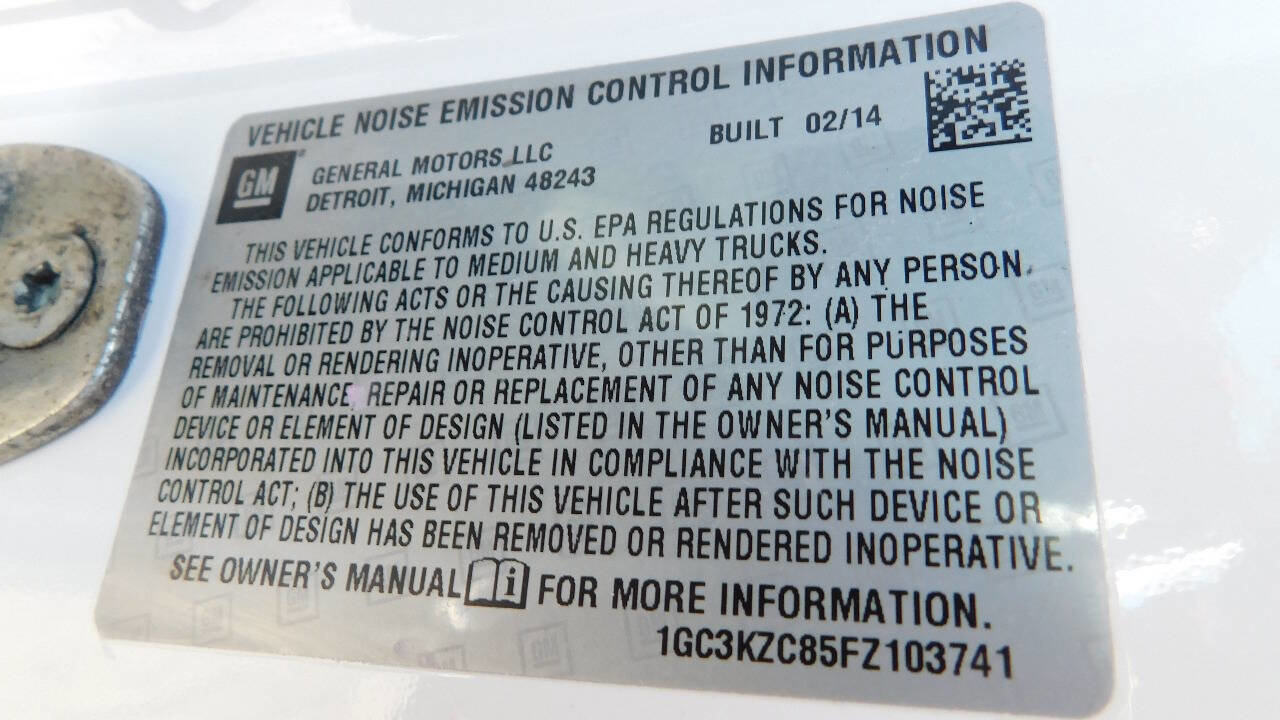 VEHICLE NOISE EMISSION CONTROL INFORMATION
GM
GENERAL MOTORS LLC
DETROIT, MICHIGAN 48243
BUILT 02/14
THIS VEHICLE CONFORMS TO U.S. EPA REGULATIONS FOR NOISE
EMISSION APPLICABLE TO MEDIUM AND HEAVY TRUCKS.
THE FOLLOWING ACTS OR THE CAUSING THEREOF BY ANY PERSON,
ARE PROHIBITED BY THE NOISE CONTROL ACT OF 1972: (A) THE
REMOVAL OR RENDERING INOPERATIVE, OTHER THAN FOR PURPOSES
OF MAINTENANCE, REPAIR OR REPLACEMENT OF ANY NOISE CONTROL
DEVICE OR ELEMENT OF DESIGN (LISTED IN THE OWNER'S MANUAL)
INCORPORATED INTO THIS VEHICLE IN COMPLIANCE WITH THE NOISE
CONTROL ACT; (B) THE USE OF THIS VEHICLE AFTER SUCH DEVICE OR
ELEMENT OF DESIGN HAS BEEN REMOVED OR RENDERED INOPERATIVE.
SEE OWNER'S MANUAL i FOR MORE INFORMATION.
1GC3KZC85FZ103741